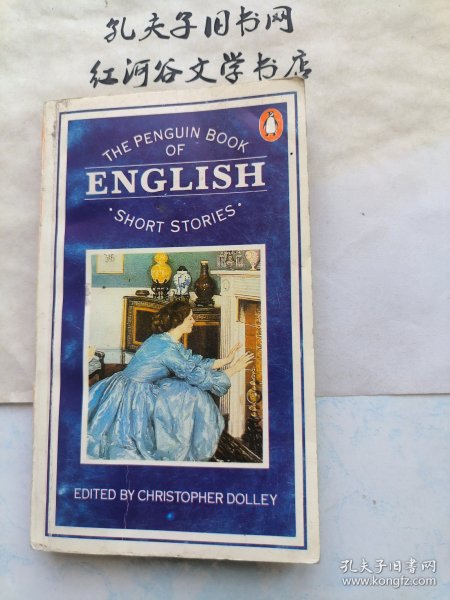 孔夫子旧书网
红河谷文学书店
THE PENGUIN BOOK
OF
ENGLISH
·SHORT STORIES·
EDITED BY CHRISTOPHER DOLLEY
孔夫子旧书网
www.kongfz.com